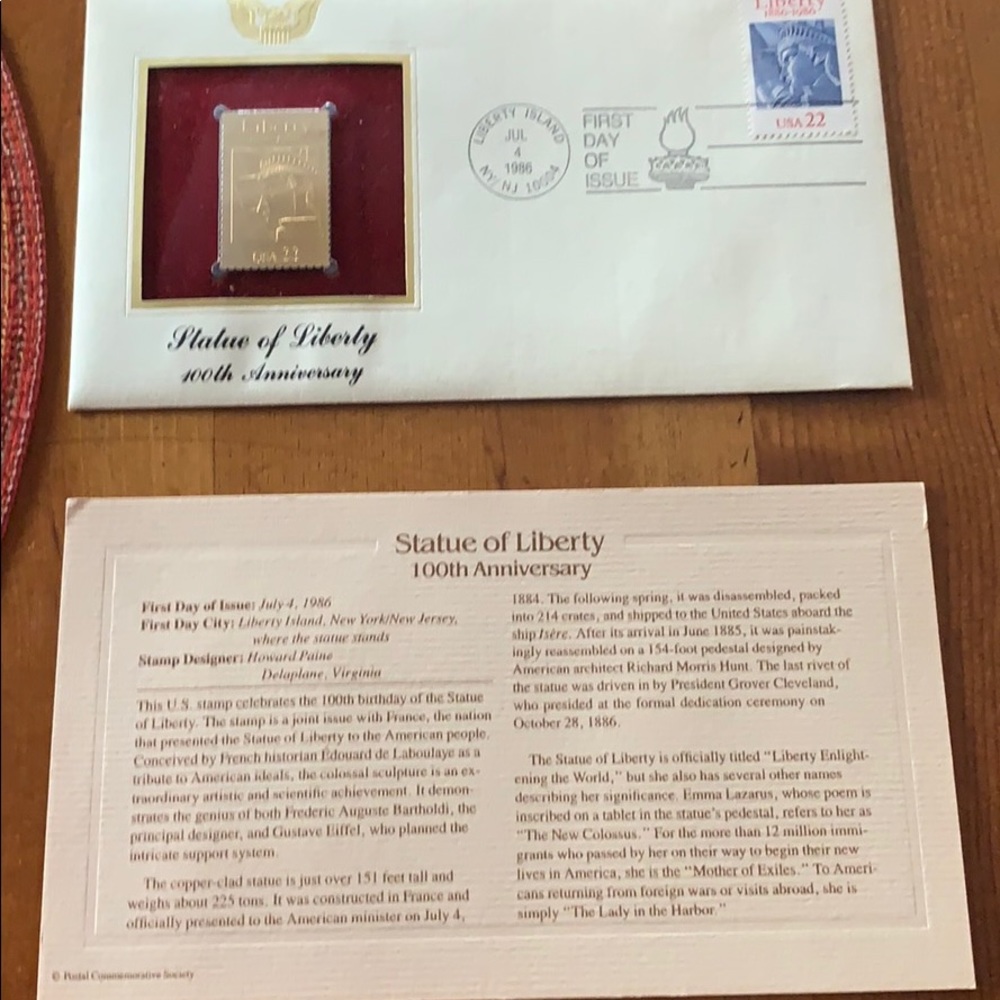 Liberty
1886-1986
USA 22
LIBERTY ISLAND
JUL
4
1986
NY/NJ 10004
FIRST
DAY
OF
ISSUE
Liberty
USA 22
Statue of Liberty
100th Anniversary
Statue of Liberty
100th Anniversary
First Day of Issue: July 4, 1986
First Day City: Liberty Island, New York/New Jersey,
where the statue stands
Stamp Designer: Howard Paine
Delaplane, Virginia
This U.S. stamp celebrates the 100th birthday of the Statue
of Liberty. The stamp is a joint issue with France, the nation
that presented the Statue of Liberty to the American people.
Conceived by French historian Édouard de Laboulaye as a
tribute to American ideals, the colossal sculpture is an ex-
traordinary artistic and scientific achievement. It demon-
strates the genius of both Frederic Auguste Bartholdi, the
principal designer, and Gustave Eiffel, who planned the
intricate support system.
The copper-clad statue is just over 151 feet tall and
weighs about 225 tons. It was constructed in France and
officially presented to the American minister on July 4,
1884. The following spring, it was disassembled, packed
into 214 crates, and shipped to the United States aboard the
ship Isère. After its arrival in June 1885, it was painstak-
ingly reassembled on a 154-foot pedestal designed by
American architect Richard Morris Hunt. The last rivet of
the statue was driven in by President Grover Cleveland,
who presided at the formal dedication ceremony on
October 28, 1886.
The Statue of Liberty is officially titled "Liberty Enlight-
ening the World," but she also has several other names
describing her significance. Emma Lazarus, whose poem is
inscribed on a tablet in the statue's pedestal, refers to her as
"The New Colossus." For the more than 12 million immi-
grants who passed by her on their way to begin their new
lives in America, she is the "Mother of Exiles." To Ameri-
cans returning from foreign wars or visits abroad, she is
simply "The Lady in the Harbor."
© Postal Commemorative Society